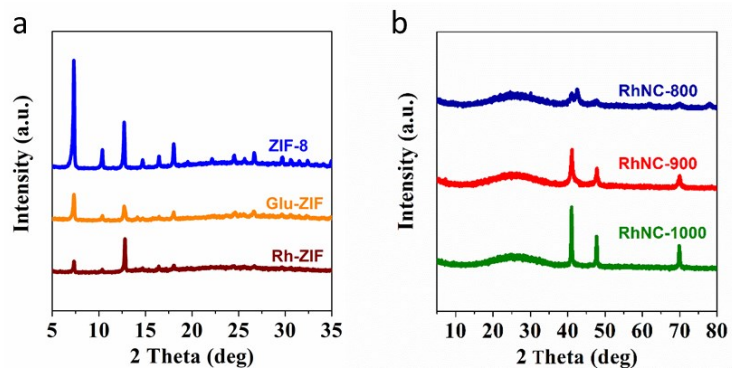 a
Intensity (a.u.)
ZIF-8
Glu-ZIF
Rh-ZIF
5 10 15 20 25 30 35
2 Theta (deg)
b
Intensity (a.u.)
RhNC-800
RhNC-900
RhNC-1000
10 20 30 40 50 60 70 80
2 Theta (deg)